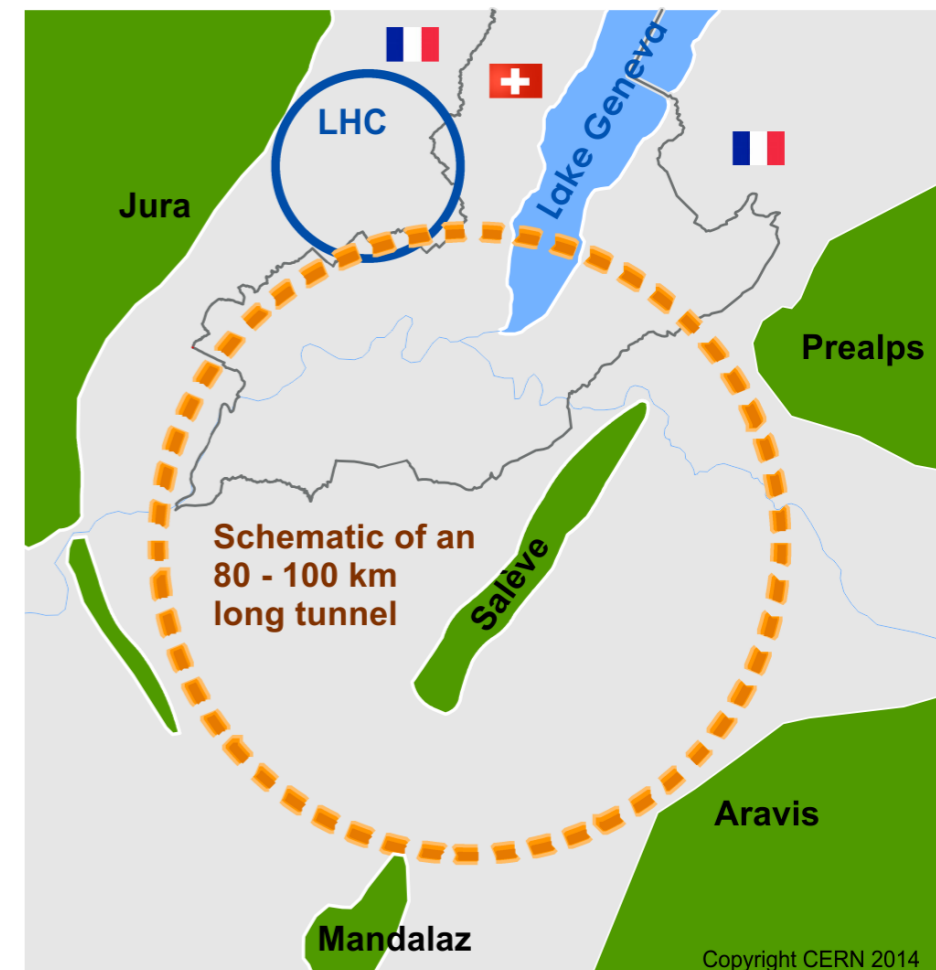 LHC
Lake Geneva
Jura
Prealps
Schematic of an
80 - 100 km
long tunnel
Salève
Aravis
Mandalaz
Copyright CERN 2014